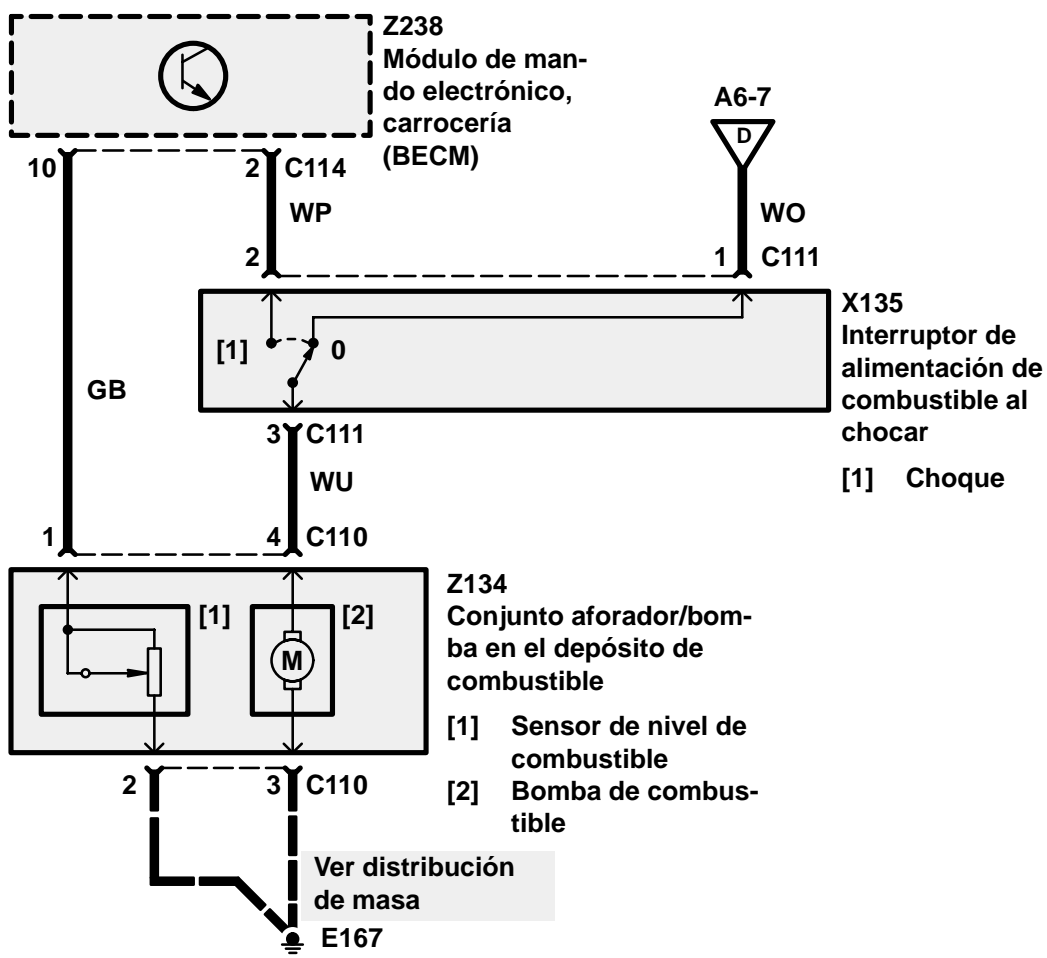 Z238
Módulo de man-
do electrónico,
carrocería
(BECM)
A6-7
D
10
2
C114
WP
WO
2
1
C111
X135
Interruptor de
alimentación de
combustible al
chocar
[1] Choque
[1]
0
GB
3
C111
WU
1
4
C110
Z134
Conjunto aforador/bom-
ba en el depósito de
combustible
[1] Sensor de nivel de
combustible
[2] Bomba de combus-
tible
[1]
[2]
M
2
3
C110
Ver distribución
de masa
E167